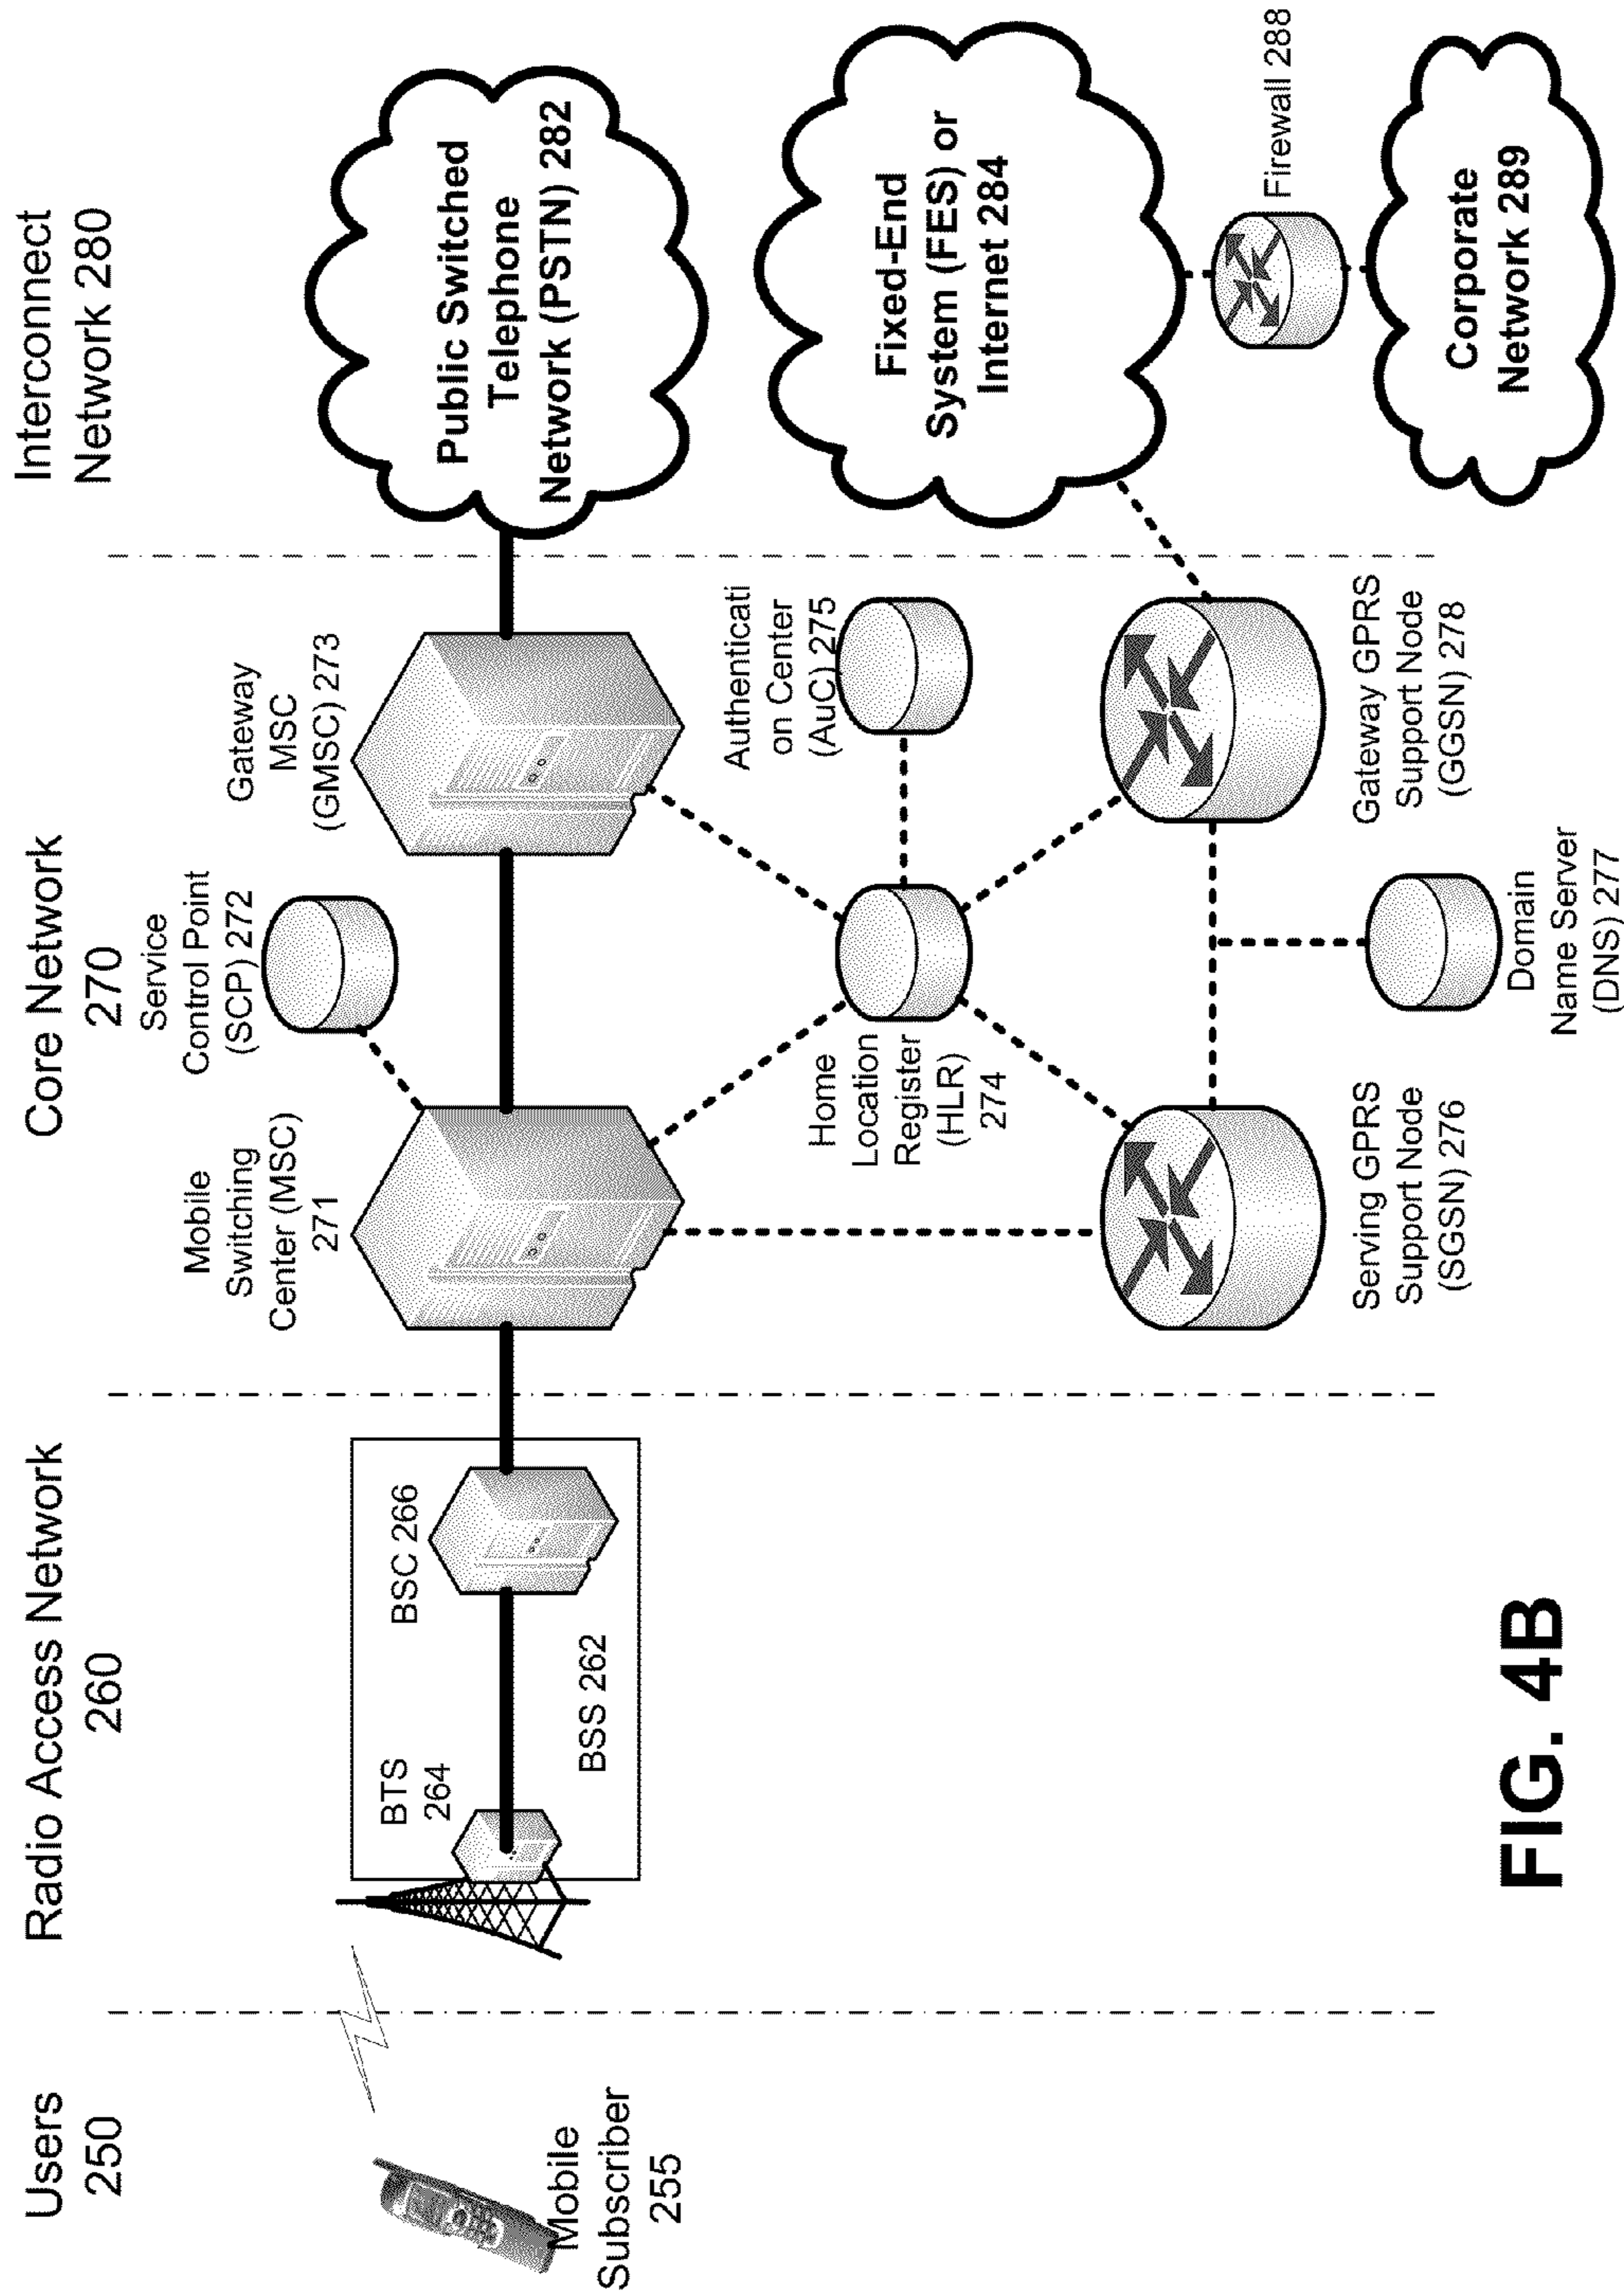 Users
250
Radio Access Network
260
Core Network
270
Interconnect
Network 280
Mobile
Subscriber
255
BTS
264
BSC 266
BSS 262
Mobile
Switching
Center (MSC)
271
Service
Control Point
(SCP) 272
Gateway
MSC
(GMSC) 273
Public Switched
Telephone
Network (PSTN) 282
Home
Location
Register
(HLR)
274
Authenticati
on Center
(AuC) 275
Fixed-End
System (FES) or
Internet 284
Serving GPRS
Support Node
(SGSN) 276
Domain
Name Server
(DNS) 277
Gateway GPRS
Support Node
(GGSN) 278
Firewall 288
Corporate
Network 289
FIG. 4B